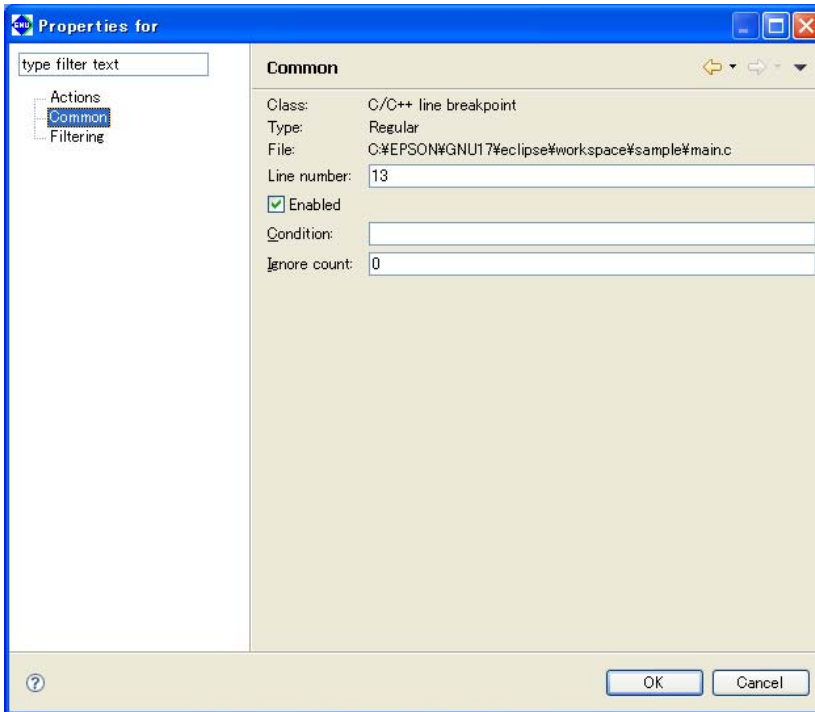 GNU
Properties for
type filter text
Actions
Common
Filtering
Common
Class: C/C++ line breakpoint
Type: Regular
File: C:¥EPSON¥GNU17¥eclipse¥workspace¥sample¥main.c
Line number: 13
Enabled
Condition:
Ignore count: 0
?
OK
Cancel